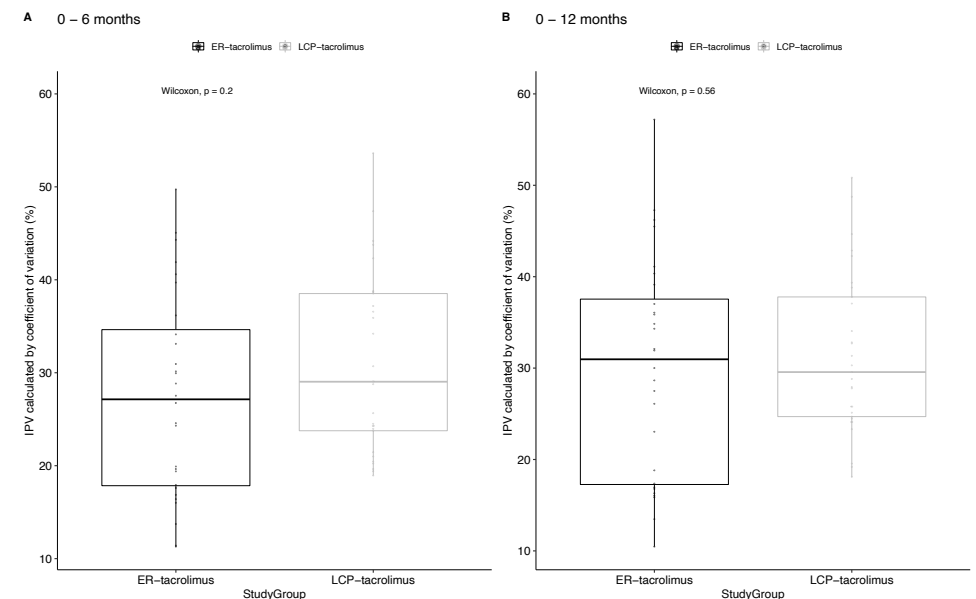 A 0 – 6 months
ER−tacrolimus LCP−tacrolimus
Wilcoxon, p = 0.2
IPV calculated by coefficient of variation (%)
60
50
40
30
20
10
ER−tacrolimus LCP−tacrolimus
StudyGroup
B 0 – 12 months
ER−tacrolimus LCP−tacrolimus
Wilcoxon, p = 0.56
IPV calculated by coefficient of variation (%)
60
50
40
30
20
10
ER−tacrolimus LCP−tacrolimus
StudyGroup